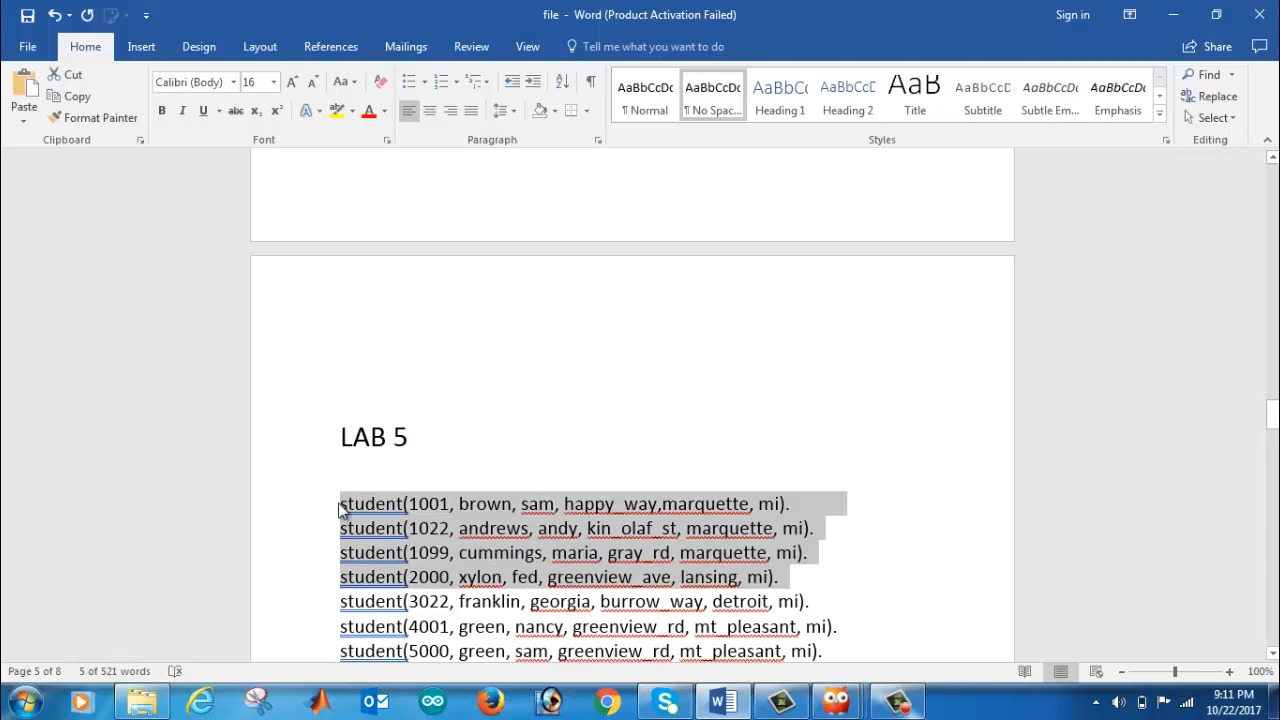 file - Word (Product Activation Failed)
Sign in
File Home Insert Design Layout References Mailings Review View Tell me what you want to do Share
Paste
Cut
Copy
Format Painter
Clipboard
Calibri (Body) 16 Aa
B I U abc x₂ x² A A
Font
Paragraph
AaBbCcDc AaBbCcDc AaBbCc AaBbCcD AaB AaBbCcD AaBbCcDc AaBbCcDc
¶ Normal ¶ No Spac... Heading 1 Heading 2 Title Subtitle Subtle Em... Emphasis
Styles
Find
Replace
Select
Editing
LAB 5
student(1001, brown, sam, happy_way,marquette, mi).
student(1022, andrews, andy, kin_olaf_st, marquette, mi).
student(1099, cummings, maria, gray_rd, marquette, mi).
student(2000, xylon, fed, greenview_ave, lansing, mi).
student(3022, franklin, georgia, burrow_way, detroit, mi).
student(4001, green, nancy, greenview_rd, mt_pleasant, mi).
student(5000, green, sam, greenview_rd, mt_pleasant, mi).
Page 5 of 8 5 of 521 words 100%
9:11 PM
10/22/2017